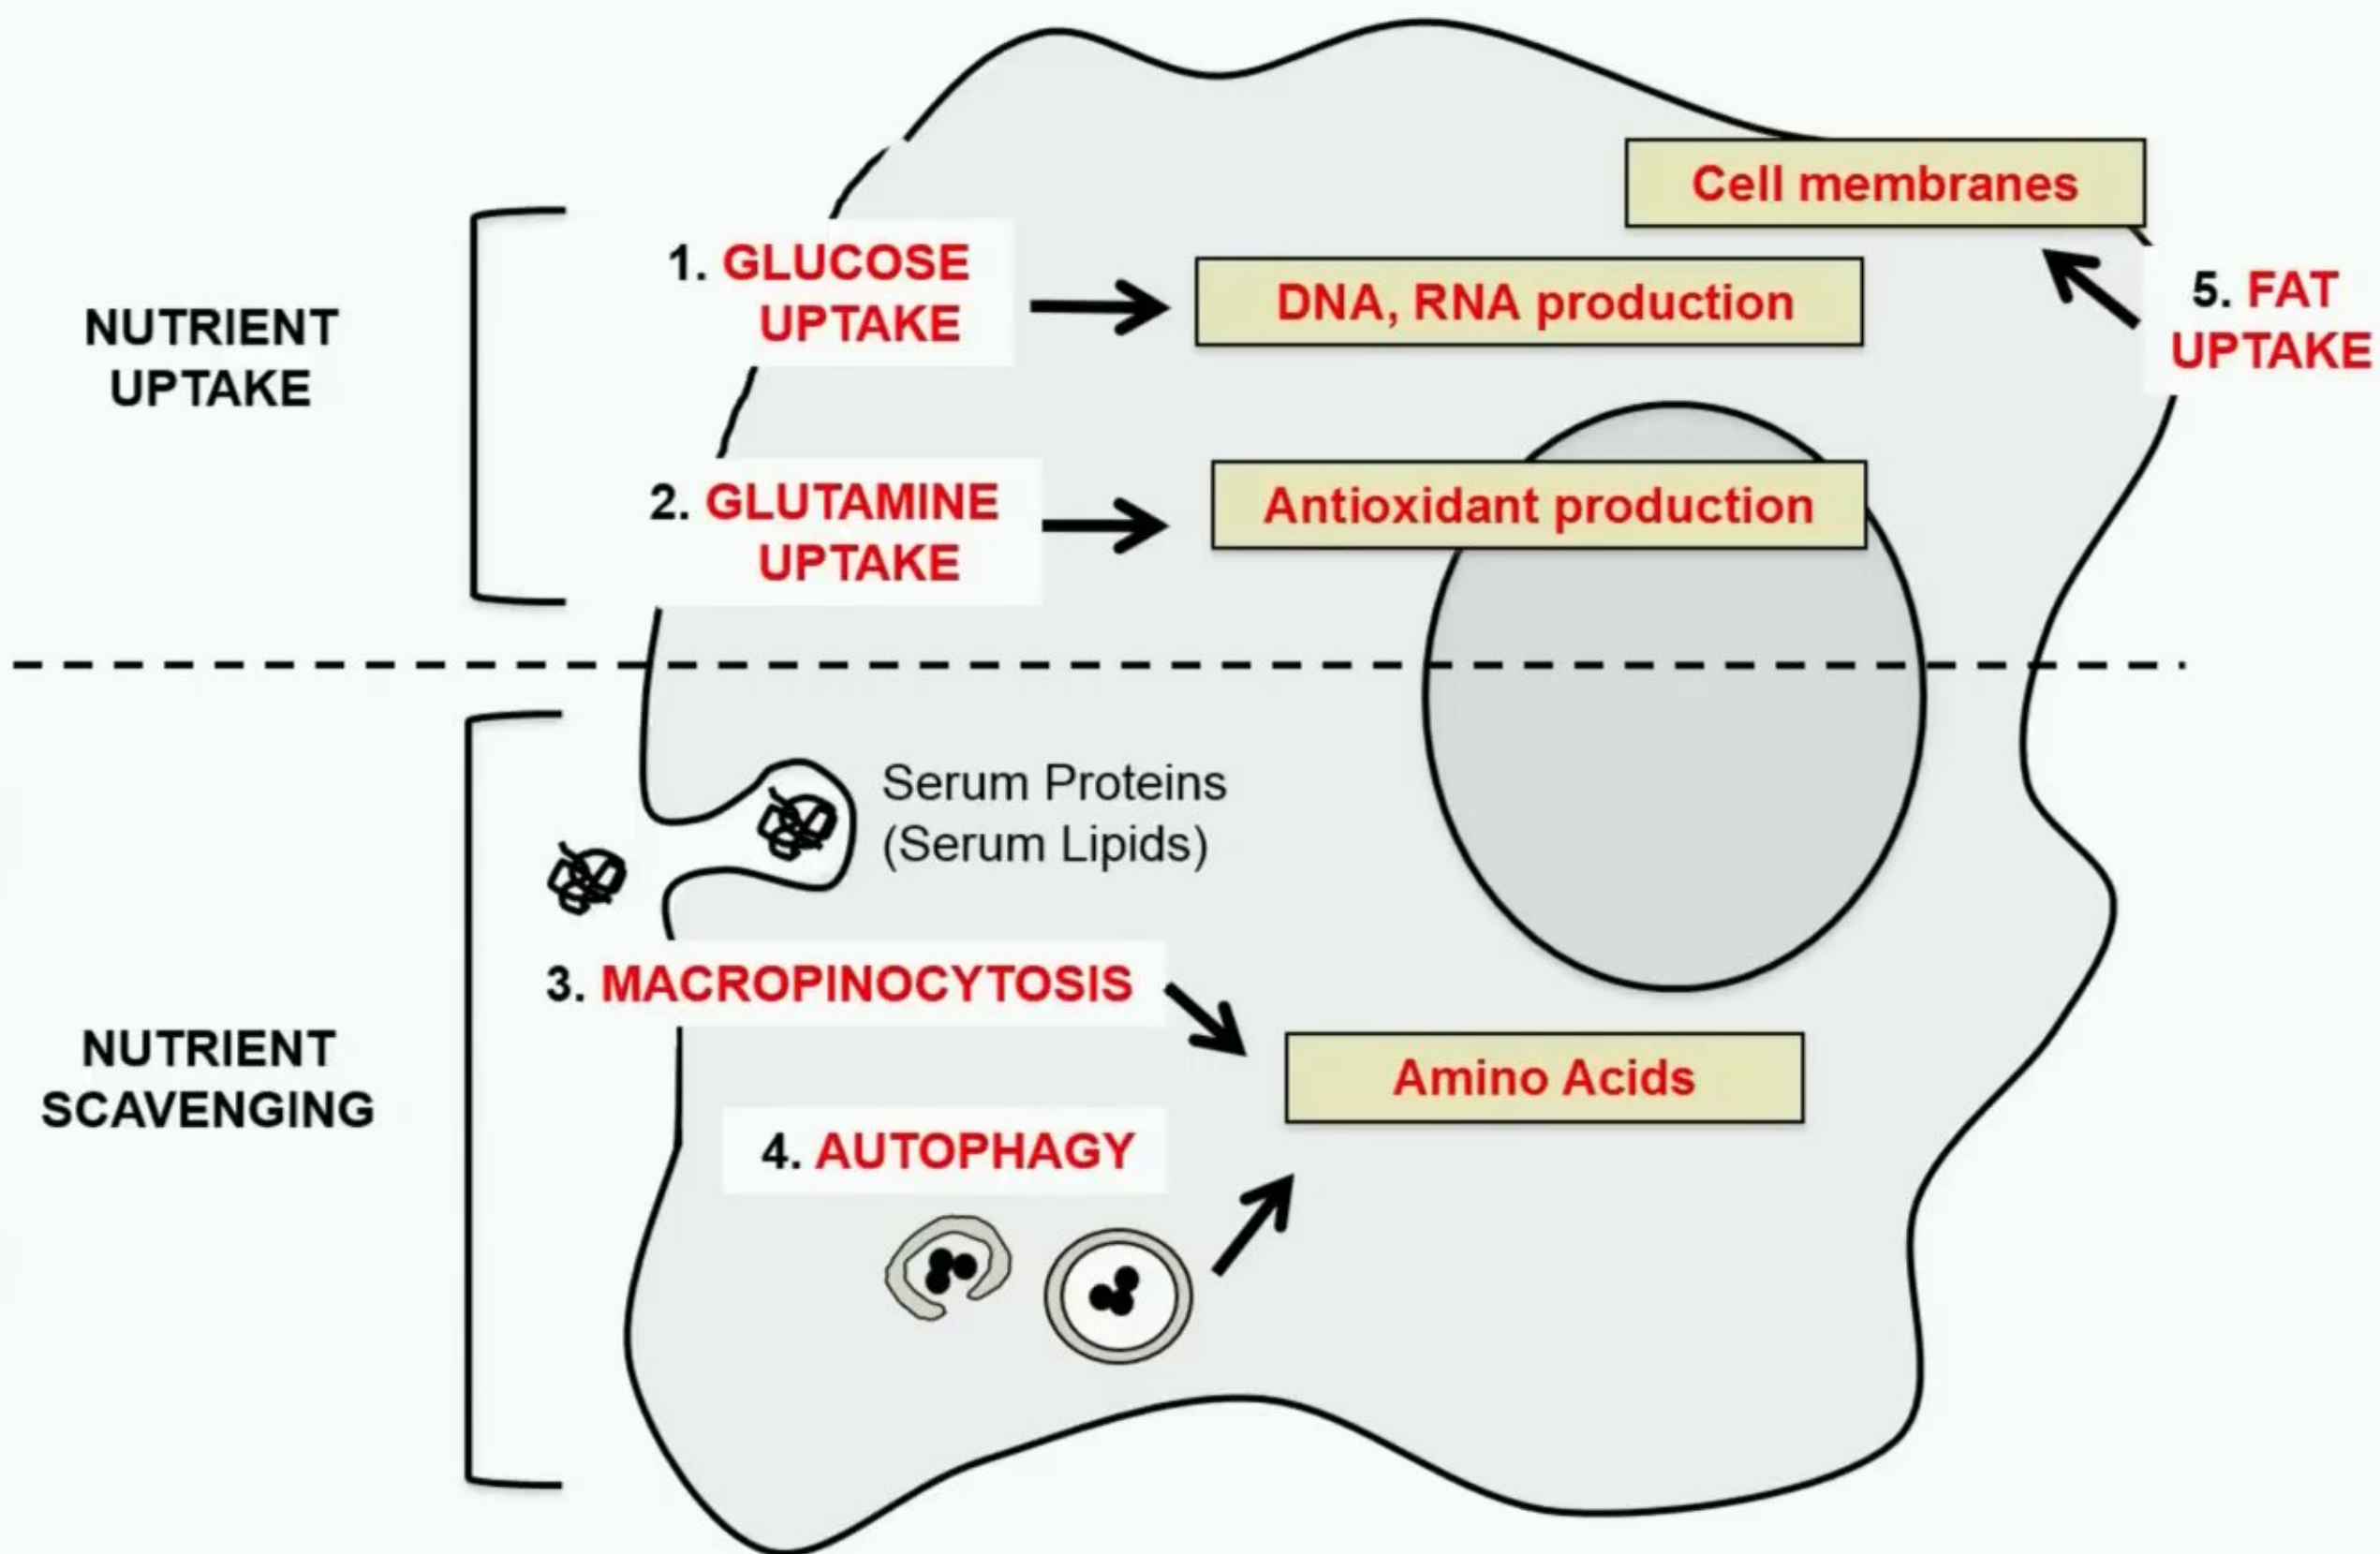 NUTRIENT
UPTAKE
1. GLUCOSE
UPTAKE
DNA, RNA production
Cell membranes
5. FAT
UPTAKE
2. GLUTAMINE
UPTAKE
Antioxidant production
NUTRIENT
SCAVENGING
Serum Proteins
(Serum Lipids)
3. MACROPINOCYTOSIS
Amino Acids
4. AUTOPHAGY